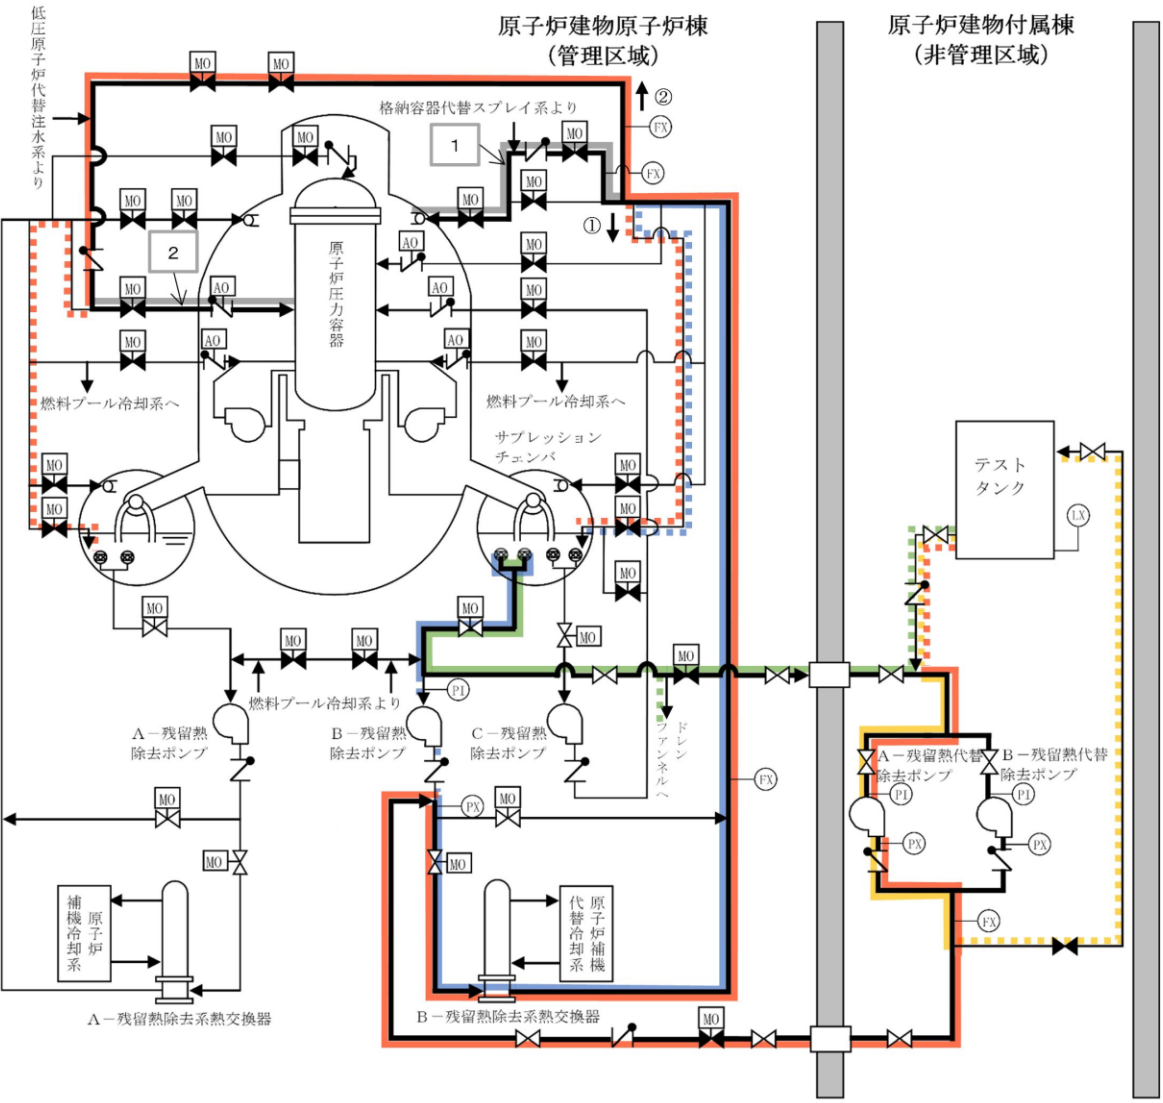 原子炉建物原子炉棟
（管理区域）
原子炉建物付属棟
（非管理区域）
低圧原子炉代替注水系より
MO
MO
②
格納容器代替スプレイ系より
FX
MO
MO
1
MO
FX
MO
MO
MO
MO
①
2
AO
MO
原子炉圧力容器
MO
AO
AO
MO
MO
AO
AO
MO
燃料プール冷却系へ
燃料プール冷却系へ
サプレッション
チェンバ
テスト
タンク
MO
MO
MO
MO
LX
MO
MO
MO
MO
MO
MO
MO
PI
燃料プール冷却系より
A－残留熱
除去ポンプ
B－残留熱
除去ポンプ
C－残留熱
除去ポンプ
ドレン
ファンネルへ
A－残留熱代替
除去ポンプ
B－残留熱代替
除去ポンプ
FX
PI
PI
MO
PX
MO
PX
PX
MO
MO
原子炉
補機冷却系
原子炉補機
代替冷却系
FX
A－残留熱除去系熱交換器
B－残留熱除去系熱交換器
MO